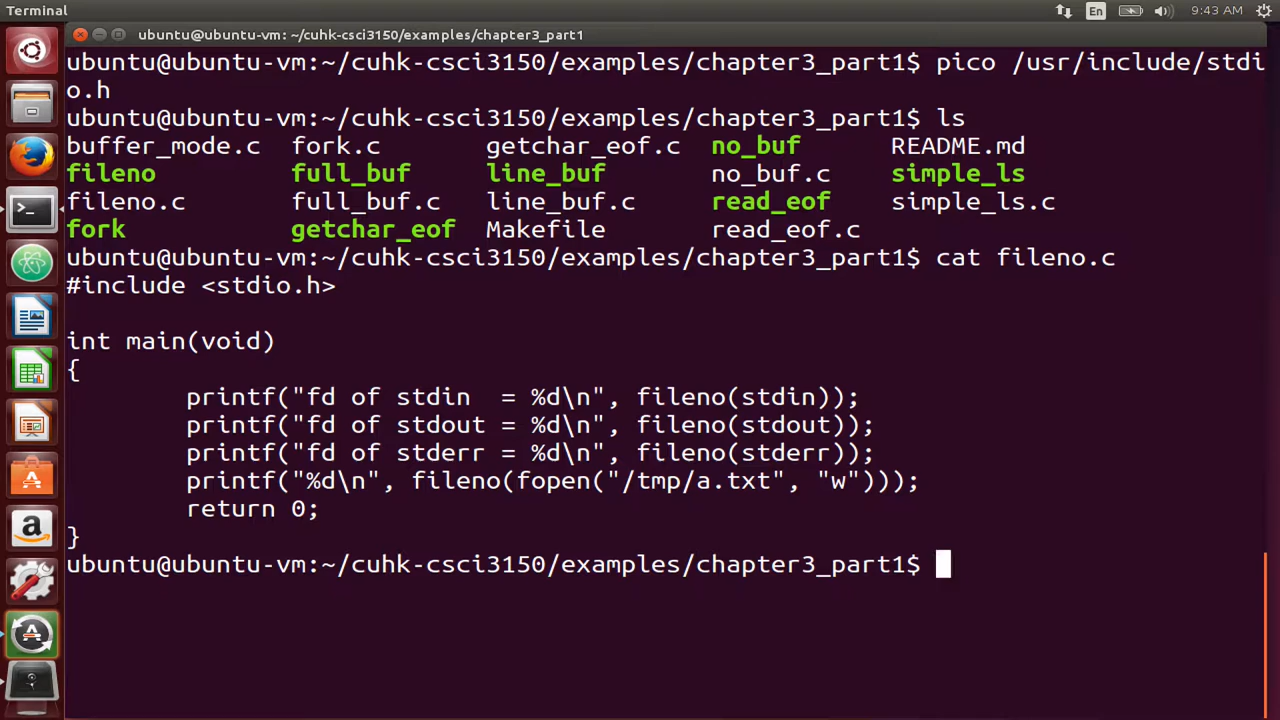 Terminal
En
9:43 AM
ubuntu@ubuntu-vm: ~/cuhk-csci3150/examples/chapter3_part1
ubuntu@ubuntu-vm:~/cuhk-csci3150/examples/chapter3_part1$ pico /usr/include/stdi
o.h
ubuntu@ubuntu-vm:~/cuhk-csci3150/examples/chapter3_part1$ ls
buffer_mode.c  fork.c       getchar_eof.c  no_buf      README.md
fileno         full_buf     line_buf       no_buf.c    simple_ls
fileno.c       full_buf.c   line_buf.c     read_eof    simple_ls.c
fork           getchar_eof  Makefile       read_eof.c
ubuntu@ubuntu-vm:~/cuhk-csci3150/examples/chapter3_part1$ cat fileno.c
#include <stdio.h>
int main(void)
{
        printf("fd of stdin  = %d\n", fileno(stdin));
        printf("fd of stdout = %d\n", fileno(stdout));
        printf("fd of stderr = %d\n", fileno(stderr));
        printf("%d\n", fileno(fopen("/tmp/a.txt", "w")));
        return 0;
}
ubuntu@ubuntu-vm:~/cuhk-csci3150/examples/chapter3_part1$